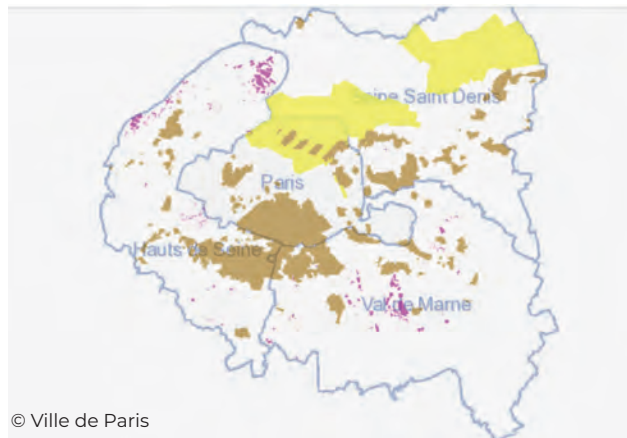 Seine Saint Denis
Paris
Hauts de Seine
Val de Marne
© Ville de Paris